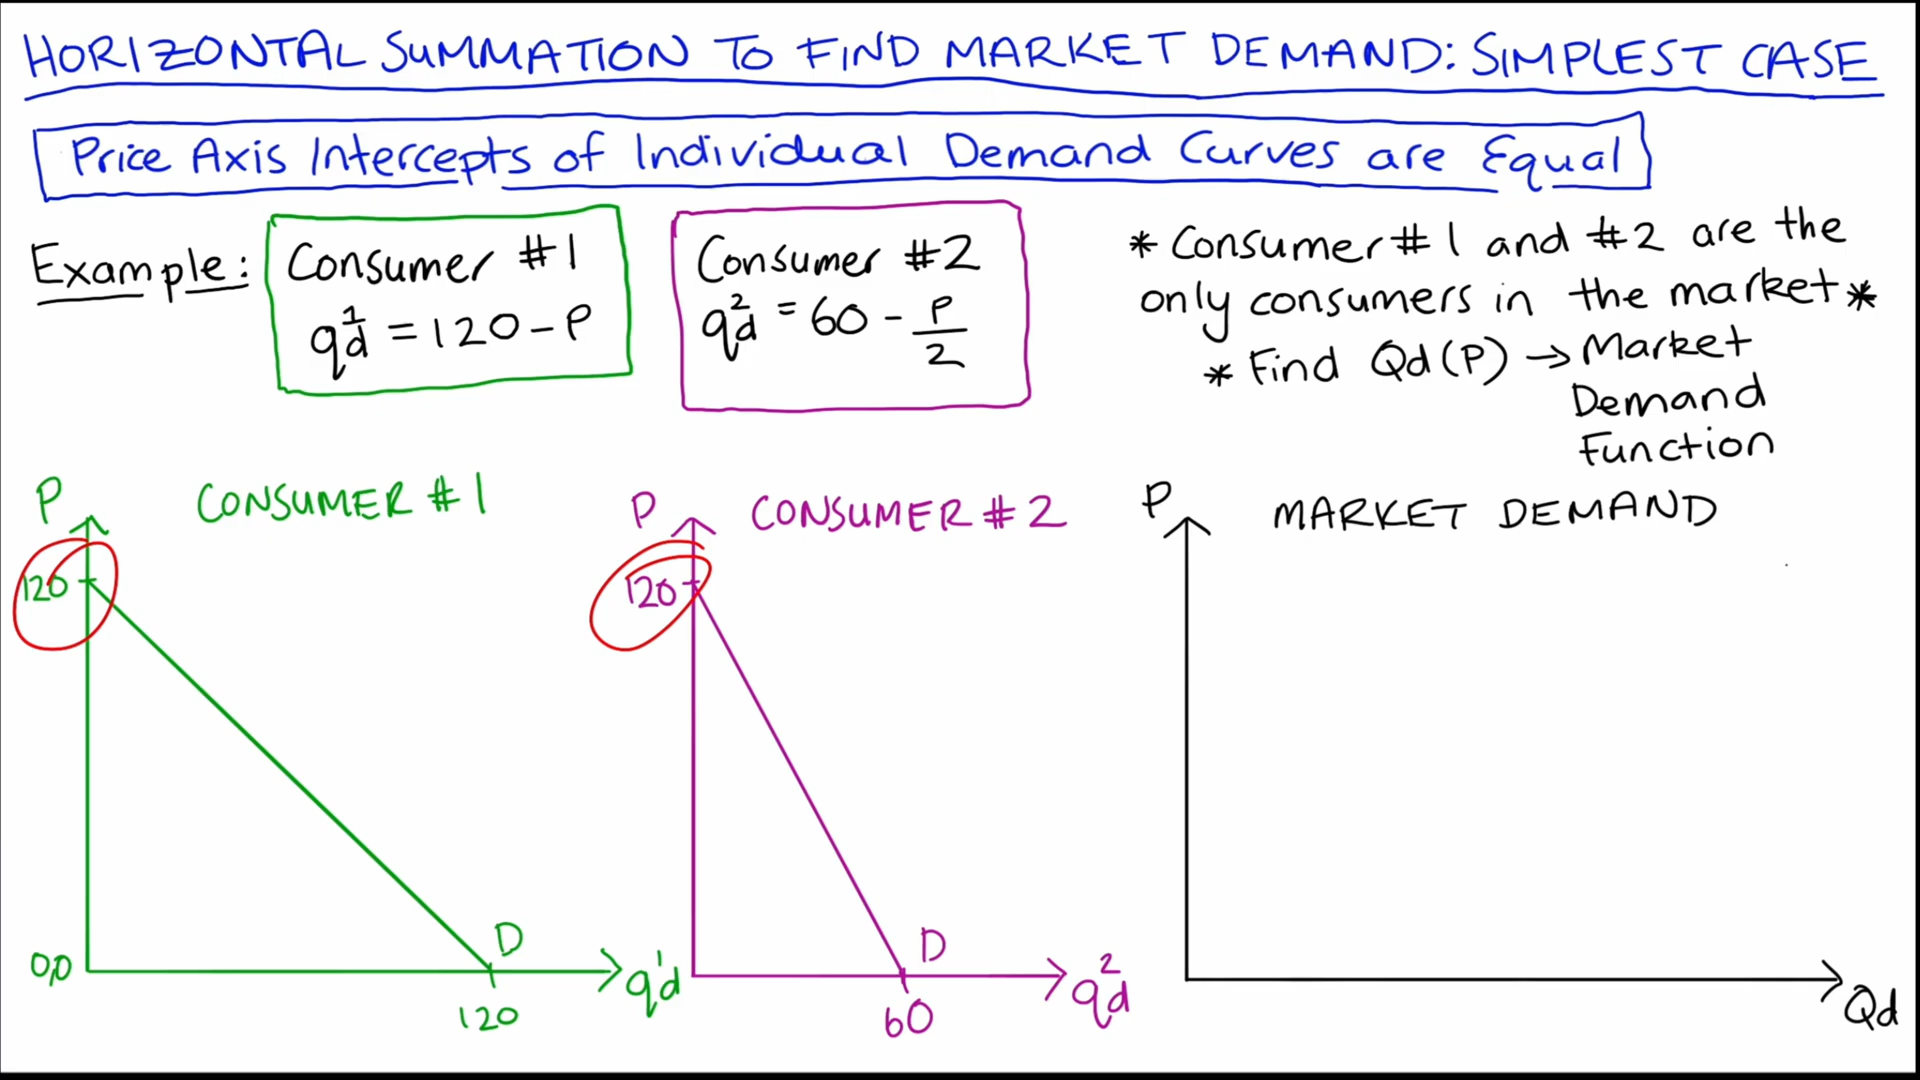 HORIZONTAL SUMMATION TO FIND MARKET DEMAND: SIMPLEST CASE
Price Axis Intercepts of Individual Demand Curves are Equal
Example:
Consumer #1
q¹d = 120 - P
Consumer #2
q²d = 60 - P/2
* Consumer #1 and #2 are the
only consumers in the market *
* Find Qd(P) → Market
Demand
Function
P
CONSUMER #1
120
0,0
D
120
q¹d
P
CONSUMER #2
120
D
60
q²d
P
MARKET DEMAND
Qd